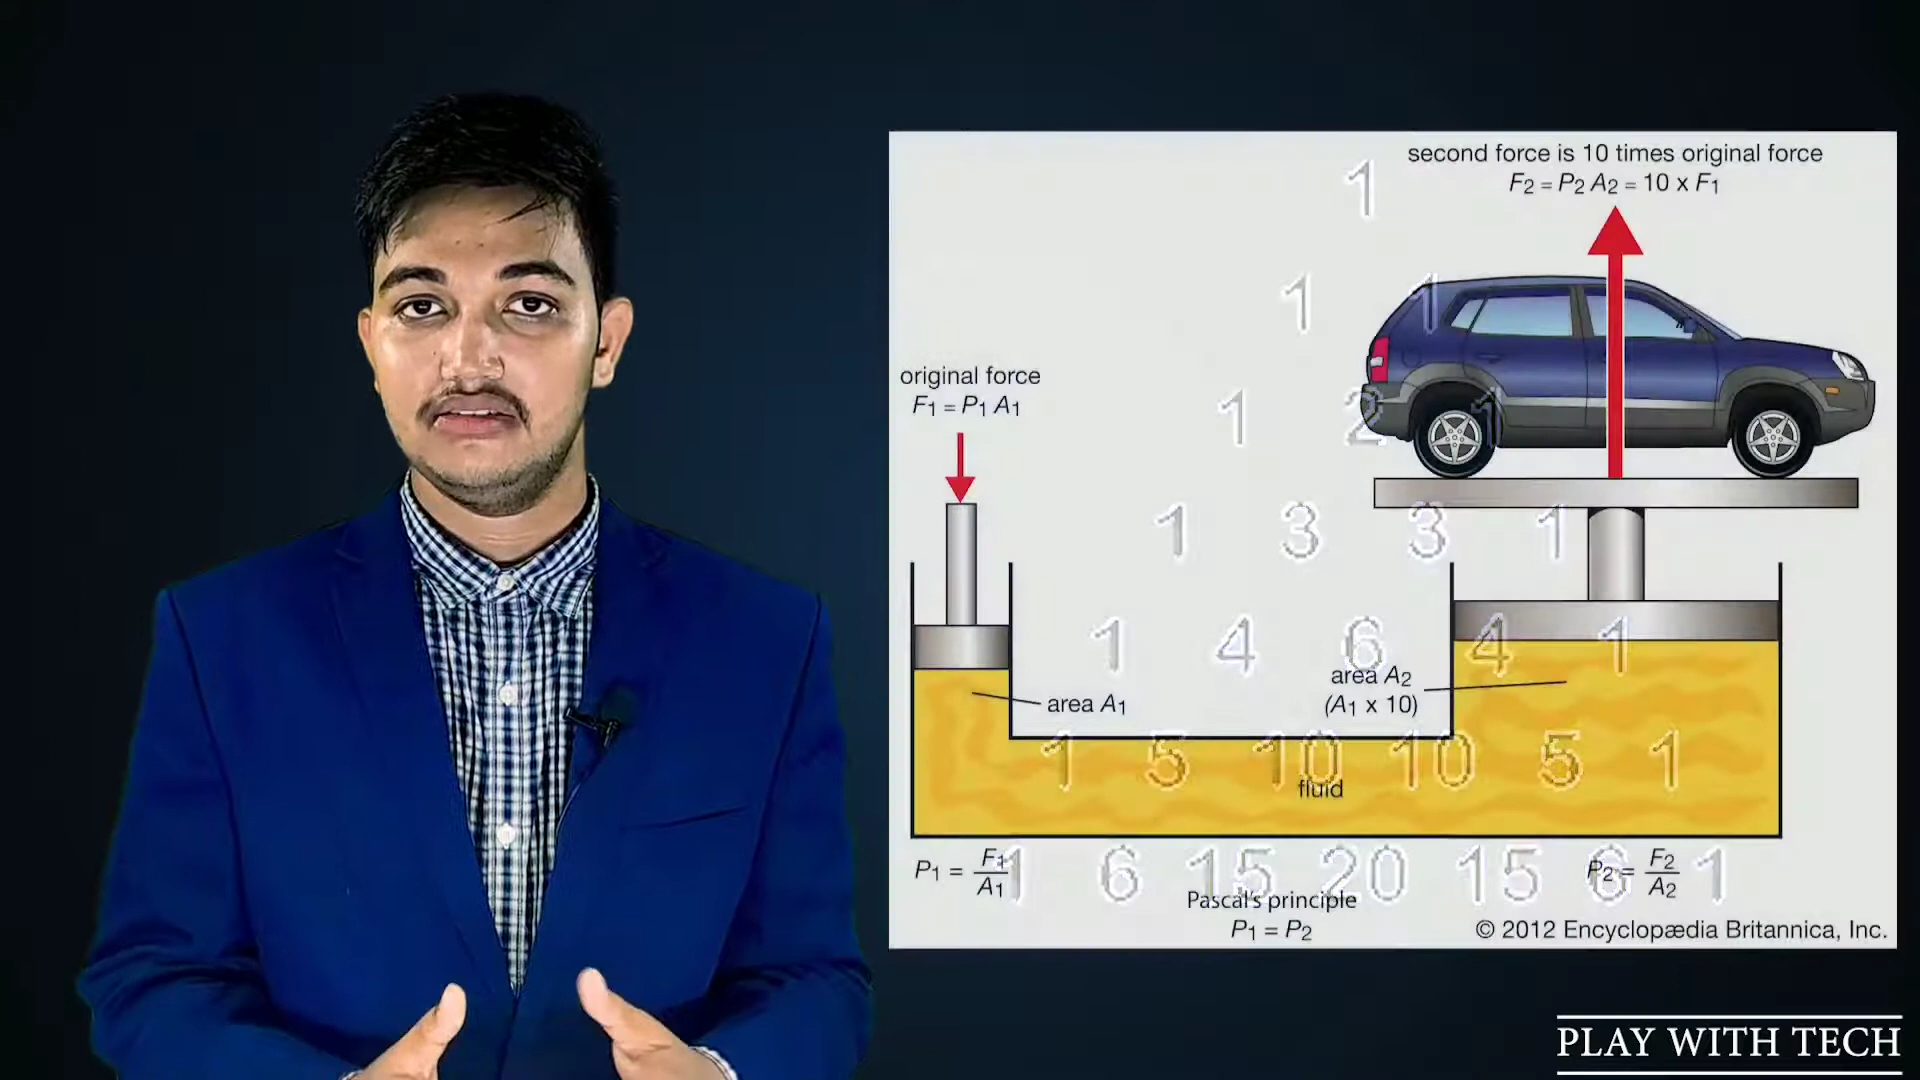 second force is 10 times original force
F2 = P2 A2 = 10 x F1
original force
F1 = P1 A1
1
1 1
1 2 1
1 3 3 1
1 4 6 4 1
area A2
area A1
(A1 x 10)
1 5 10 10 5 1
fluid
P1 = F1/A1
P2 = F2/A2
1 6 15 20 15 6 1
Pascal's principle
P1 = P2
© 2012 Encyclopædia Britannica, Inc.
PLAY WITH TECH